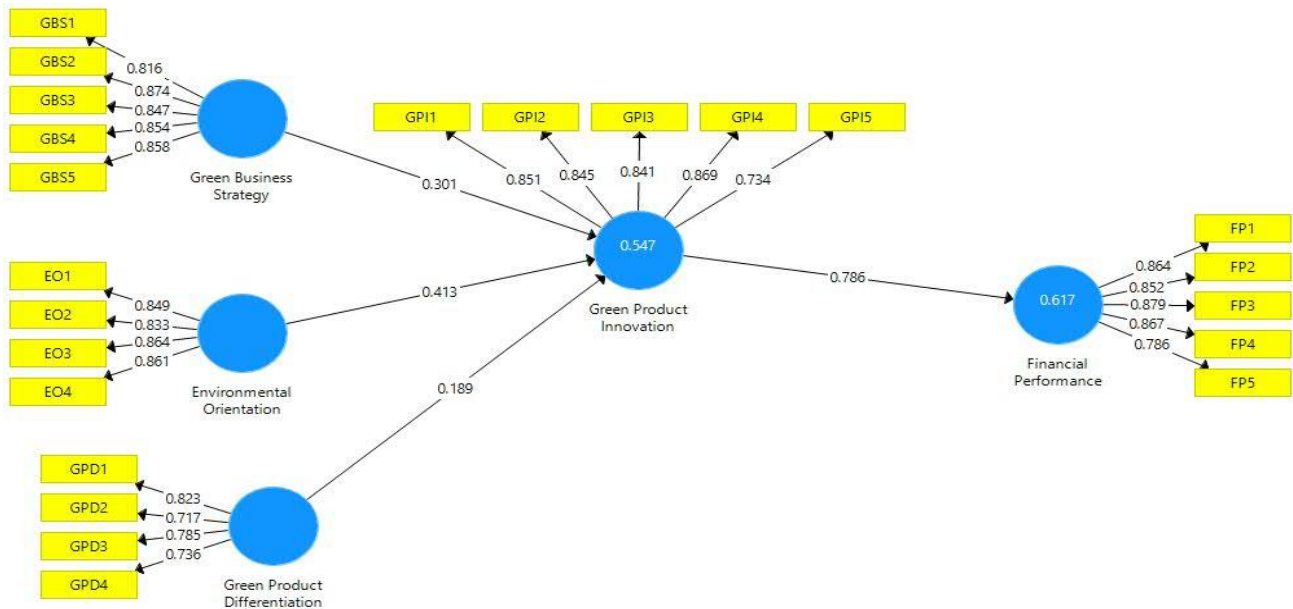 GBS1
GBS2
GBS3
GBS4
GBS5
0.816
0.874
0.847
0.854
0.858
Green Business
Strategy
0.301
GPI1
GPI2
GPI3
GPI4
GPI5
0.851
0.845
0.841
0.869
0.734
EO1
EO2
EO3
EO4
0.849
0.833
0.864
0.861
Environmental
Orientation
0.413
0.547
Green Product
Innovation
0.786
0.617
Financial
Performance
FP1
FP2
FP3
FP4
FP5
0.864
0.852
0.879
0.867
0.786
0.189
GPD1
GPD2
GPD3
GPD4
0.823
0.717
0.785
0.736
Green Product
Differentiation